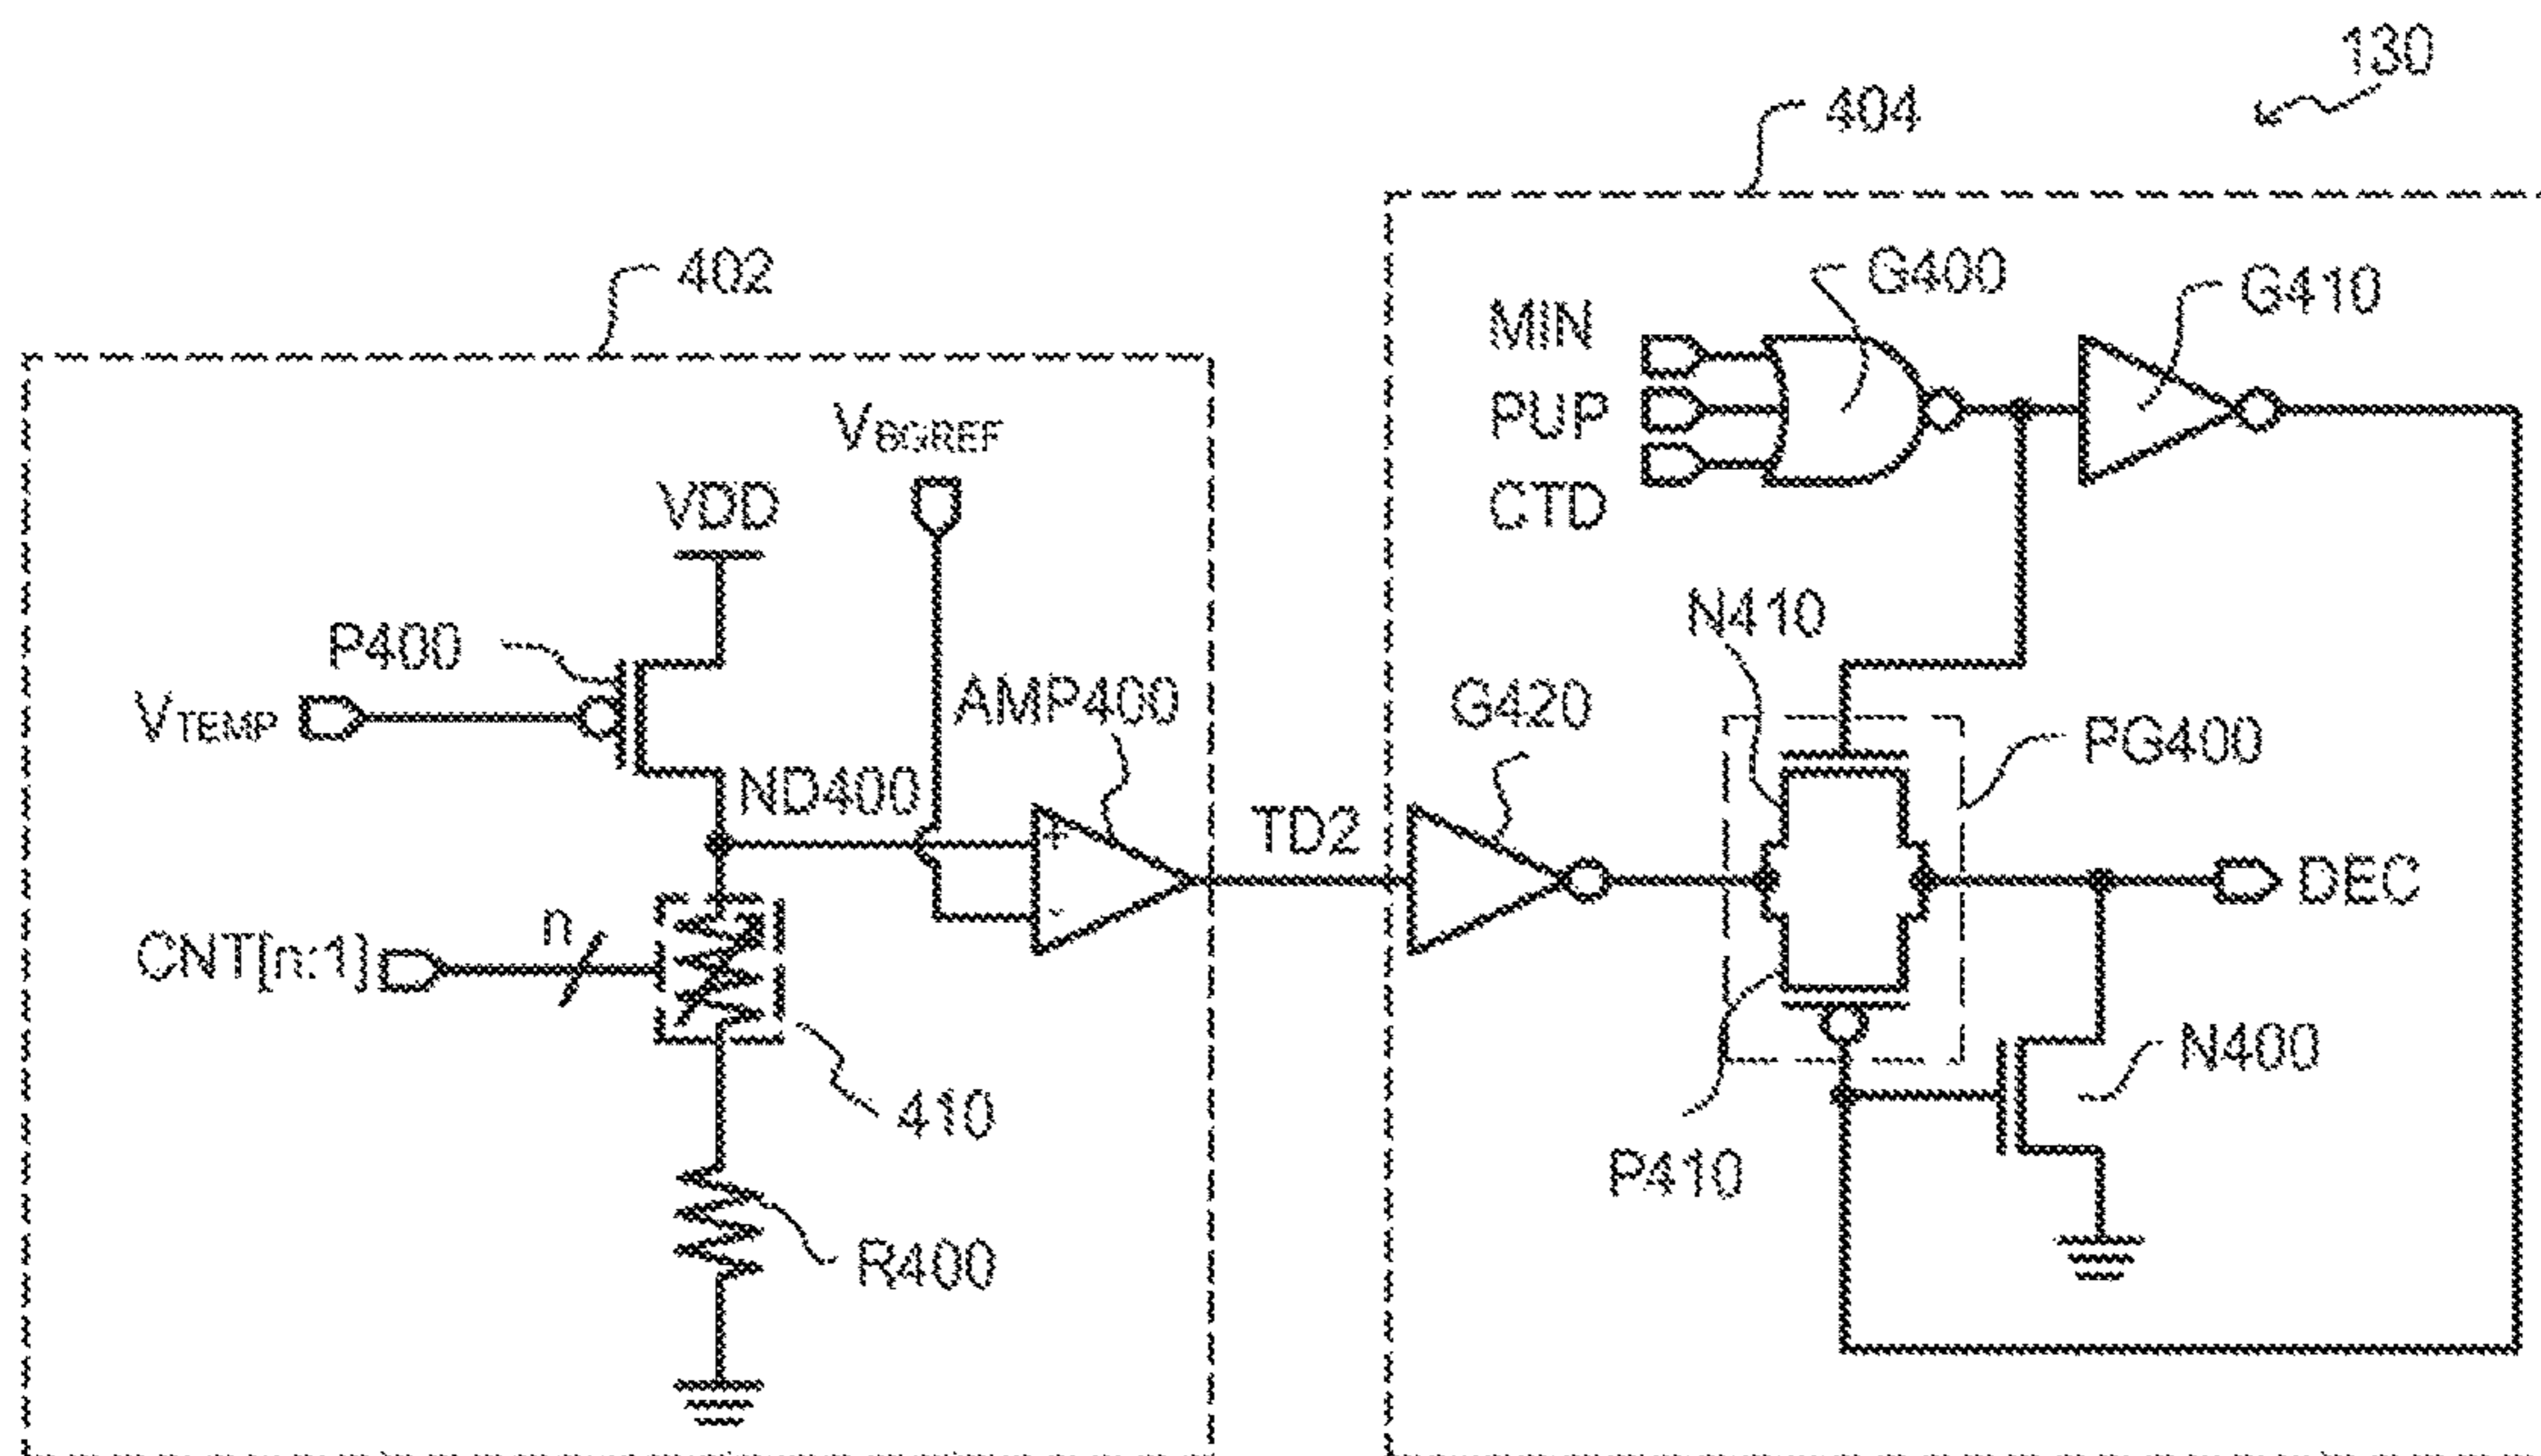 130
404
402
G400
G410
MIN
PUP
CTD
VBGREF
VDD
P400
VTEMP
AMP400
ND400
+
-
N410
G420
PG400
TD2
DEC
CNT[n:1]
n
410
P410
N400
R400